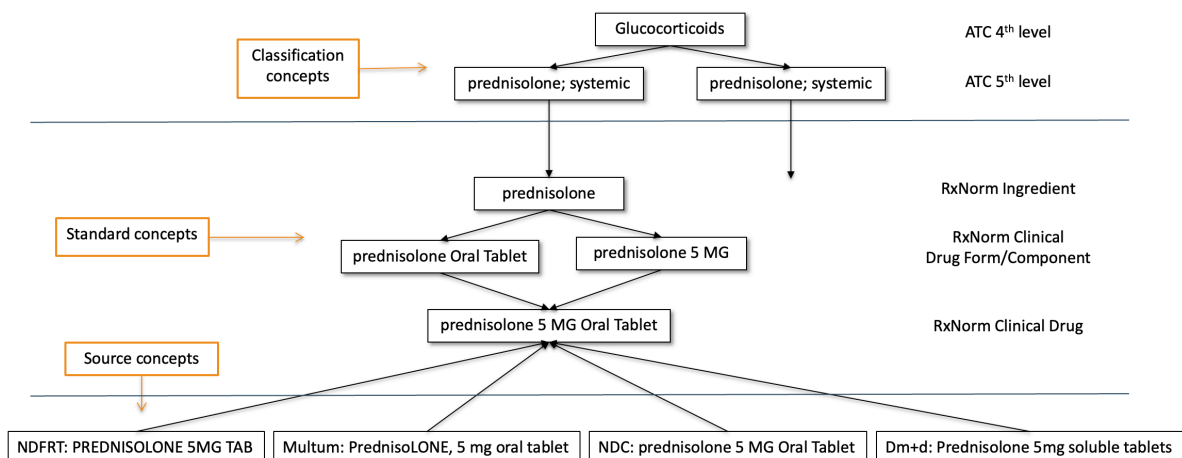 Glucocorticoids
ATC 4th level
Classification
concepts
prednisolone; systemic
prednisolone; systemic
ATC 5th level
prednisolone
RxNorm Ingredient
Standard concepts
prednisolone Oral Tablet
prednisolone 5 MG
RxNorm Clinical
Drug Form/Component
prednisolone 5 MG Oral Tablet
RxNorm Clinical Drug
Source concepts
NDFRT: PREDNISOLONE 5MG TAB
Multum: PrednisoLONE, 5 mg oral tablet
NDC: prednisolone 5 MG Oral Tablet
Dm+d: Prednisolone 5mg soluble tablets